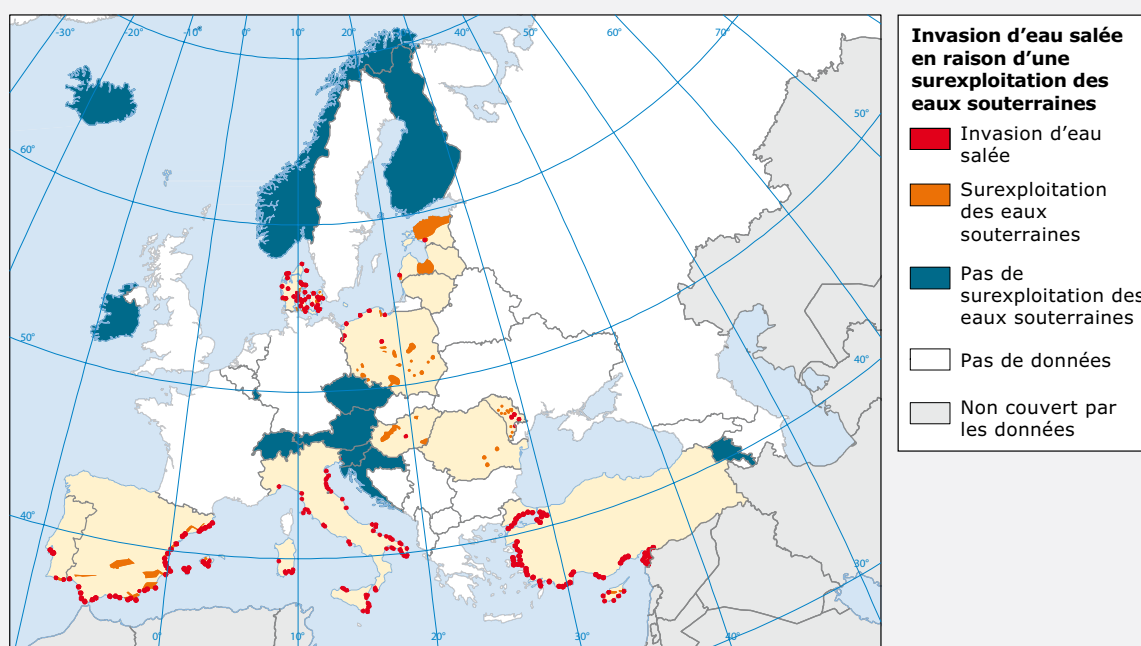 -30°
-20°
-10°
0°
10°
20°
30°
40°
50°
60°
70°
60°
50°
40°
50°
40°
30°
0°
10°
20°
30°
40°
Invasion d'eau salée
en raison d'une
surexploitation des
eaux souterraines
Invasion d'eau
salée
Surexploitation
des eaux
souterraines
Pas de
surexploitation des
eaux souterraines
Pas de données
Non couvert par
les données